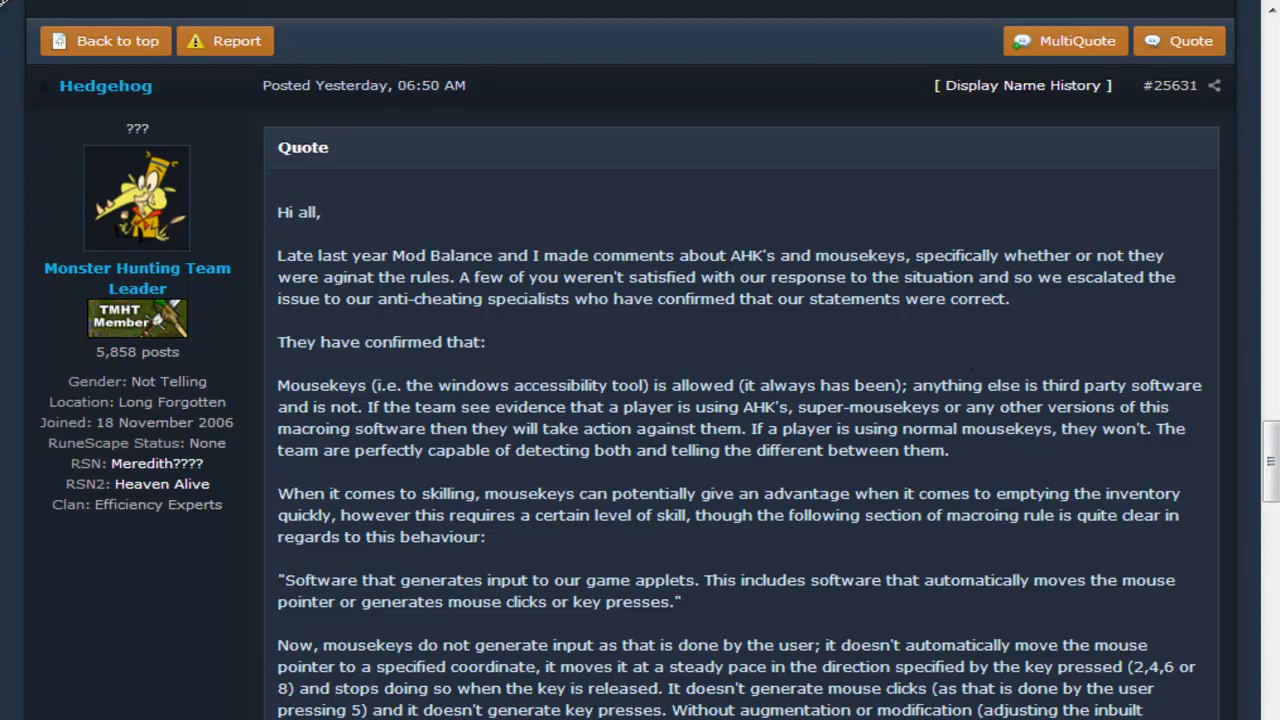 Back to top
Report
MultiQuote
Quote
Hedgehog
Posted Yesterday, 06:50 AM
[ Display Name History ]
#25631
???
Monster Hunting Team
Leader
TMHT
Member
5,858 posts
Gender: Not Telling
Location: Long Forgotten
Joined: 18 November 2006
RuneScape Status: None
RSN: Meredith????
RSN2: Heaven Alive
Clan: Efficiency Experts
Quote
Hi all,
Late last year Mod Balance and I made comments about AHK's and mousekeys, specifically whether or not they
were aginat the rules. A few of you weren't satisfied with our response to the situation and so we escalated the
issue to our anti-cheating specialists who have confirmed that our statements were correct.
They have confirmed that:
Mousekeys (i.e. the windows accessibility tool) is allowed (it always has been); anything else is third party software
and is not. If the team see evidence that a player is using AHK's, super-mousekeys or any other versions of this
macroing software then they will take action against them. If a player is using normal mousekeys, they won't. The
team are perfectly capable of detecting both and telling the different between them.
When it comes to skilling, mousekeys can potentially give an advantage when it comes to emptying the inventory
quickly, however this requires a certain level of skill, though the following section of macroing rule is quite clear in
regards to this behaviour:
"Software that generates input to our game applets. This includes software that automatically moves the mouse
pointer or generates mouse clicks or key presses."
Now, mousekeys do not generate input as that is done by the user; it doesn't automatically move the mouse
pointer to a specified coordinate, it moves it at a steady pace in the direction specified by the key pressed (2,4,6 or
8) and stops doing so when the key is released. It doesn't generate mouse clicks (as that is done by the user
pressing 5) and it doesn't generate key presses. Without augmentation or modification (adjusting the inbuilt